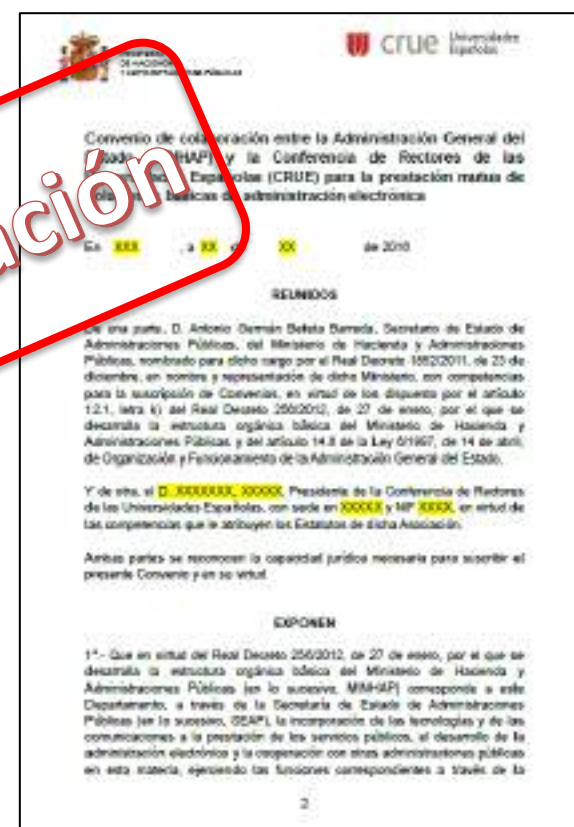 DE HACIENDA
Y ADMINISTRACIONES PÚBLICAS
crue Universidades
Españolas
ación
Convenio de colaboración entre la Administración General del
Estado HAP) y la Conferencia de Rectores de las
Españolas (CRUE) para la prestación mutua de
básicas de administración electrónica
En XXX , a XX d XX de 2016
REUNIDOS
De una parte, D. Antonio Germán Beteta Barreda, Secretario de Estado de
Administraciones Públicas, del Ministerio de Hacienda y Administraciones
Públicas, nombrado para dicho cargo por el Real Decreto 1852/2011, de 23 de
diciembre, en nombre y representación de dicho Ministerio, con competencias
para la suscripción de Convenios, en virtud de los dispuesto por el artículo
12.1, letra k) del Real Decreto 256/2012, de 27 de enero, por el que se
desarrolla la estructura orgánica básica del Ministerio de Hacienda y
Administraciones Públicas y del artículo 14.8 de la Ley 6/1997, de 14 de abril,
de Organización y Funcionamiento de la Administración General del Estado.
Y de otra, el D. XXXXXXX, XXXXX, Presidente de la Conferencia de Rectores
de las Universidades Españolas, con sede en XXXXX y NIF XXXX, en virtud de
las competencias que le atribuyen los Estatutos de dicha Asociación.
Ambas partes se reconocen la capacidad jurídica necesaria para suscribir el
presente Convenio y en su virtud
EXPONEN
1º.- Que en virtud del Real Decreto 256/2012, de 27 de enero, por el que se
desarrolla la estructura orgánica básica del Ministerio de Hacienda y
Administraciones Públicas (en lo sucesivo, MINHAP) corresponde a este
Departamento, a través de la Secretaría de Estado de Administraciones
Públicas (en lo sucesivo, SEAP), la incorporación de las tecnologías y de las
comunicaciones a la prestación de los servicios públicos, el desarrollo de la
administración electrónica y la cooperación con otras administraciones públicas
en esta materia, ejerciendo las funciones correspondientes a través de la
2